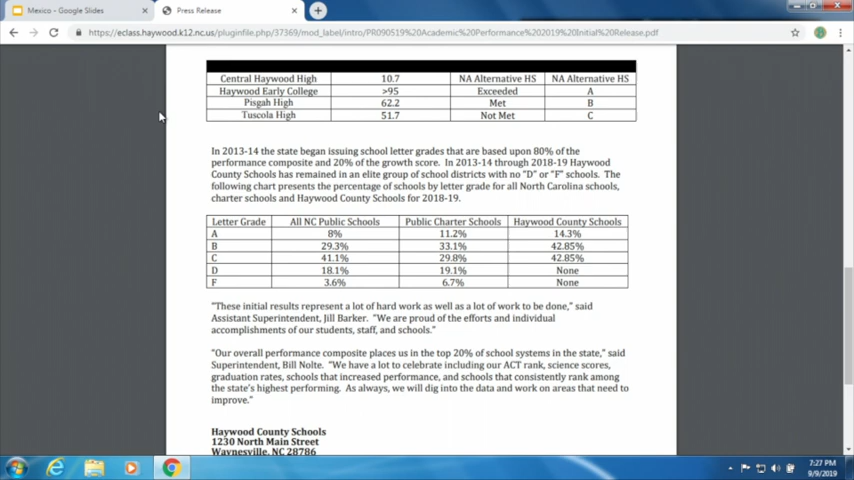 Mexico - Google Slides
Press Release
https://eclass.haywood.k12.nc.us/pluginfile.php/37369/mod_label/intro/PR090519%20Academic%20Performance%202019%20Initial%20Release.pdf
Central Haywood High 10.7 NA Alternative HS NA Alternative HS
Haywood Early College >95 Exceeded A
Pisgah High 62.2 Met B
Tuscola High 51.7 Not Met C
In 2013-14 the state began issuing school letter grades that are based upon 80% of the
performance composite and 20% of the growth score. In 2013-14 through 2018-19 Haywood
County Schools has remained in an elite group of school districts with no "D" or "F" schools. The
following chart presents the percentage of schools by letter grade for all North Carolina schools,
charter schools and Haywood County Schools for 2018-19.
Letter Grade All NC Public Schools Public Charter Schools Haywood County Schools
A 8% 11.2% 14.3%
B 29.3% 33.1% 42.85%
C 41.1% 29.8% 42.85%
D 18.1% 19.1% None
F 3.6% 6.7% None
"These initial results represent a lot of hard work as well as a lot of work to be done," said
Assistant Superintendent, Jill Barker. "We are proud of the efforts and individual
accomplishments of our students, staff, and schools."
"Our overall performance composite places us in the top 20% of school systems in the state," said
Superintendent, Bill Nolte. "We have a lot to celebrate including our ACT rank, science scores,
graduation rates, schools that increased performance, and schools that consistently rank among
the state's highest performing. As always, we will dig into the data and work on areas that need to
improve."
Haywood County Schools
1230 North Main Street
Waynesville, NC 28786
7:27 PM
9/9/2019